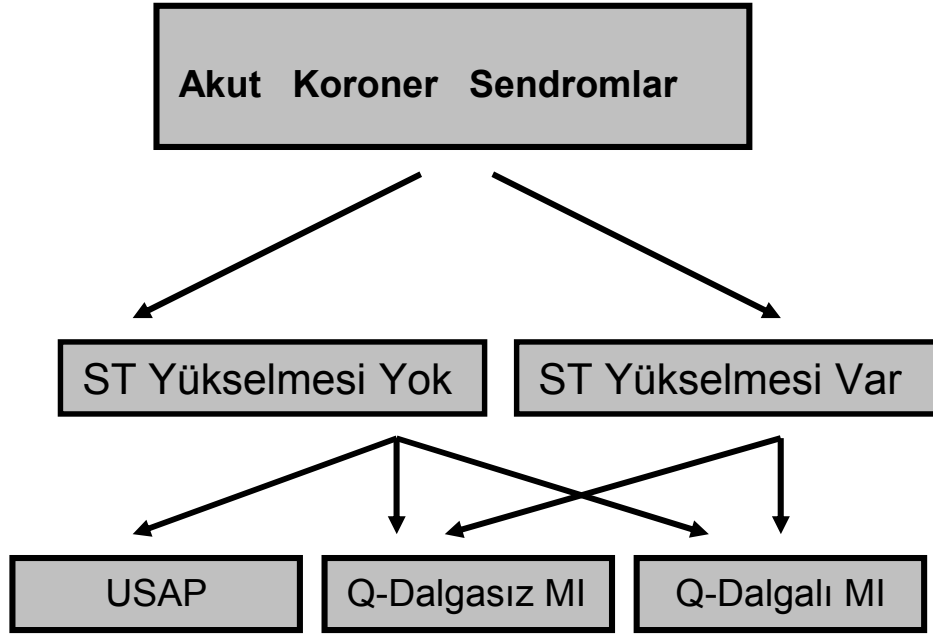 Akut Koroner Sendromlar
ST Yükselmesi Yok
ST Yükselmesi Var
USAP
Q-Dalgasız MI
Q-Dalgalı MI